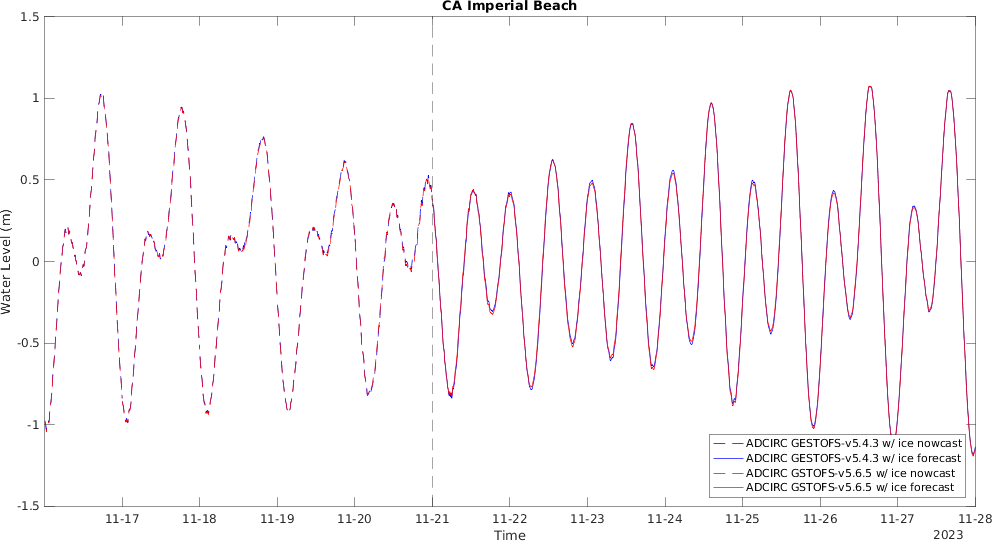 CA Imperial Beach
1.5
1
0.5
0
-0.5
-1
-1.5
Water Level (m)
ADCIRC GESTOFS-v5.4.3 w/ ice nowcast
ADCIRC GESTOFS-v5.4.3 w/ ice forecast
ADCIRC GSTOFS-v5.6.5 w/ ice nowcast
ADCIRC GSTOFS-v5.6.5 w/ ice forecast
11-17 11-18 11-19 11-20 11-21 11-22 11-23 11-24 11-25 11-26 11-27 11-28
Time
2023